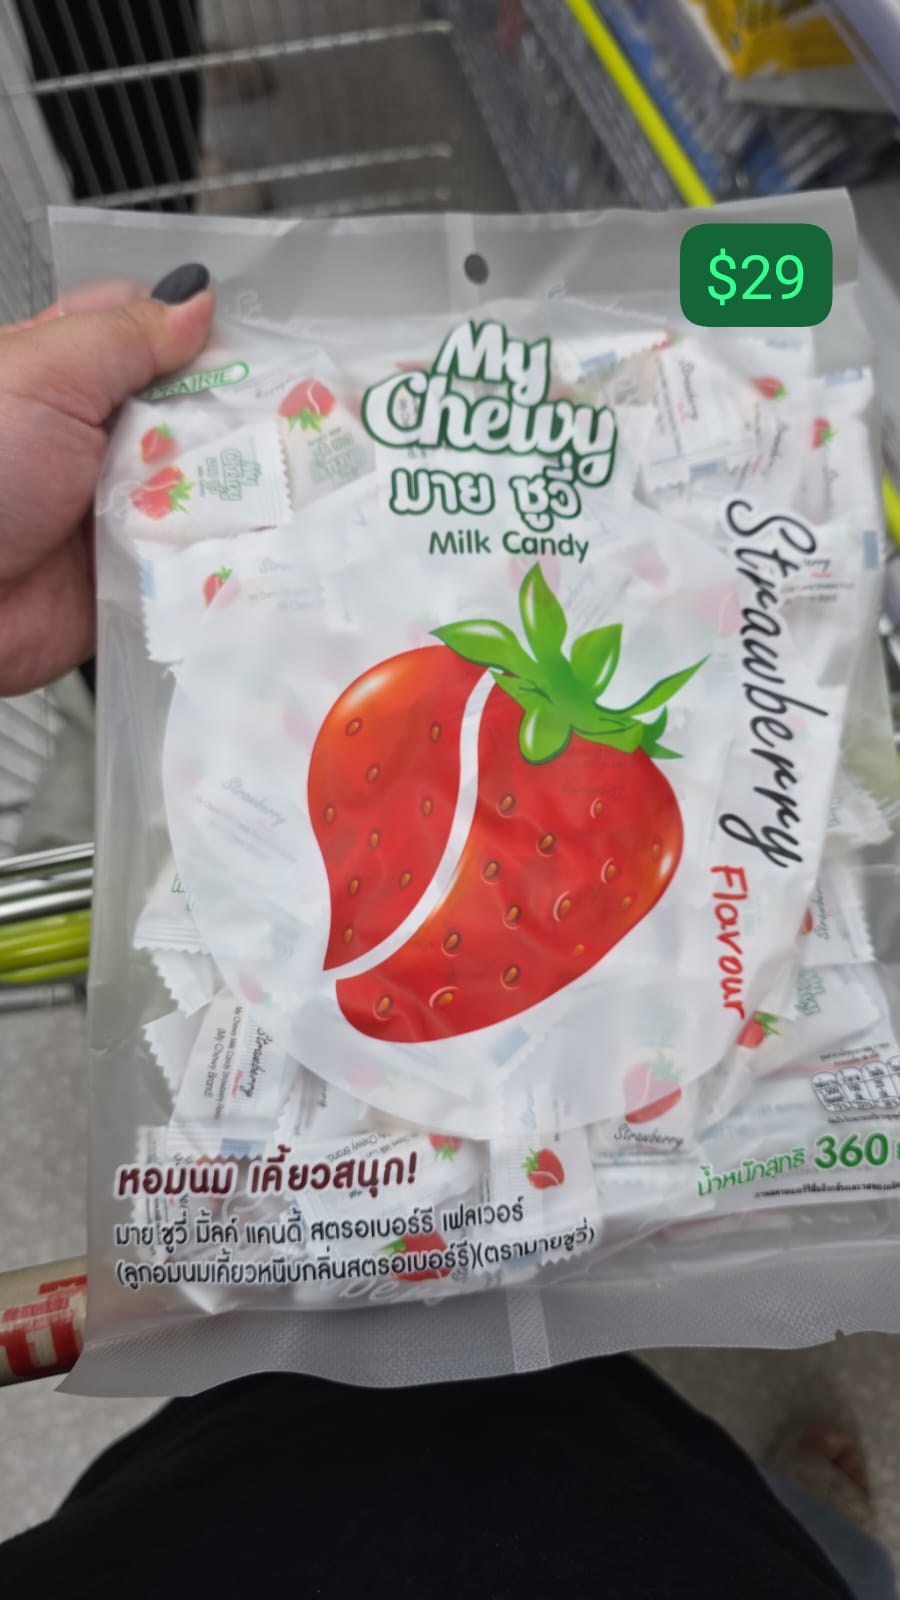 $29
PRAIRIE
My
Chewy
มาย ชูวี่
Milk Candy
Strawberry
Flavour
หอมนม เคี้ยวสนุก!
มาย ชูวี่ มิ้ลค์ แคนดี้ สตรอเบอร์รี เฟลเวอร์
(ลูกอมนมเคี้ยวหนึบกลิ่นสตรอเบอร์รี)(ตรามายชูวี่)
น้ำหนักสุทธิ 360